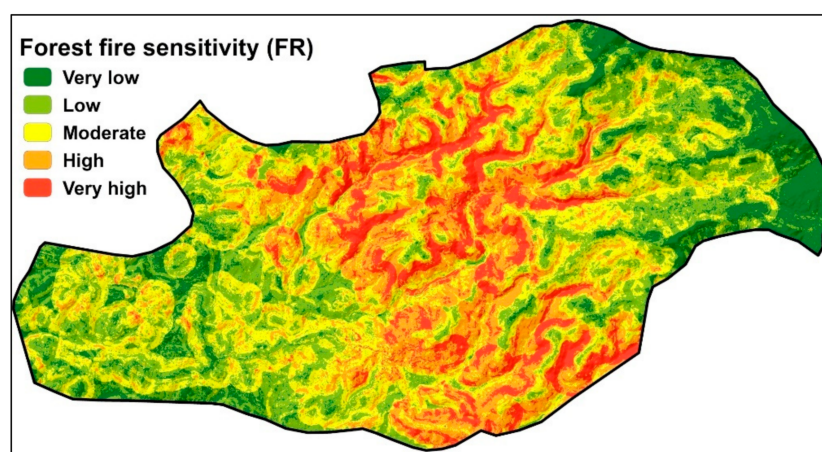 Forest fire sensitivity (FR)
Very low
Low
Moderate
High
Very high